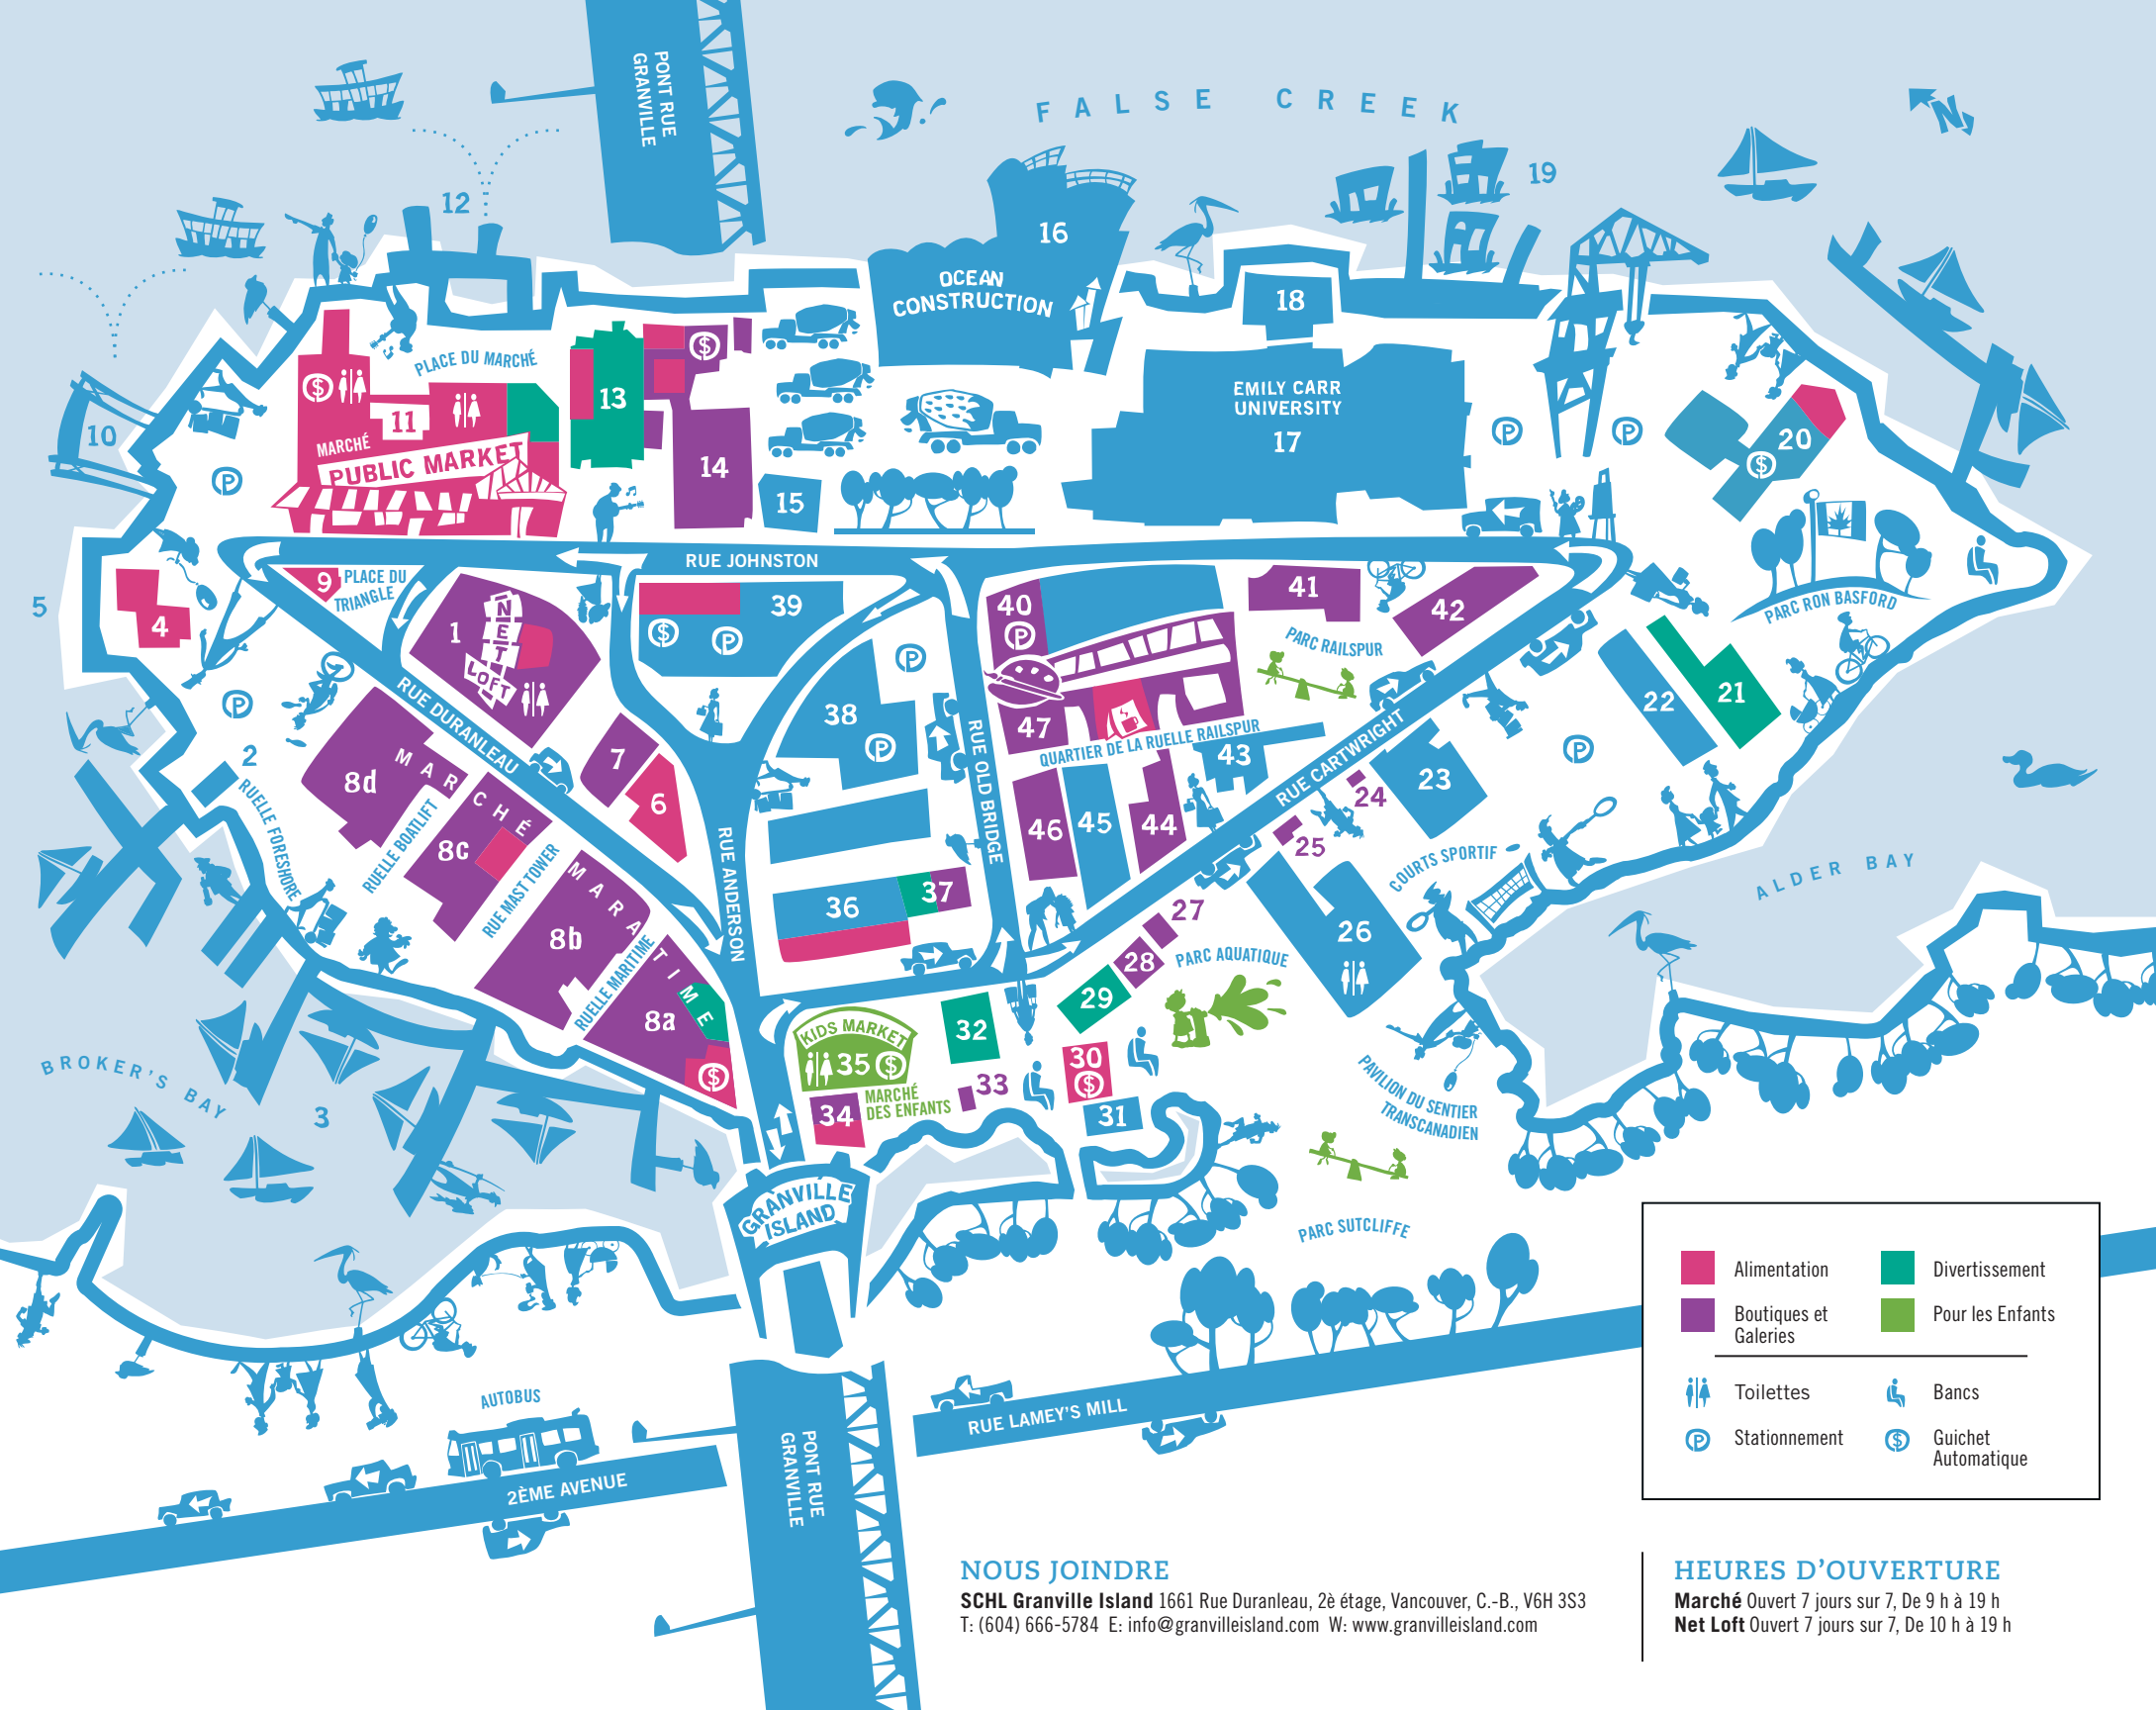 PONT RUE
GRANVILLE
FALSE CREEK
N
12
19
16
OCEAN
CONSTRUCTION
18
PLACE DU MARCHÉ
$
$
11
13
MARCHÉ
PUBLIC MARKET
10
14
15
EMILY CARR
UNIVERSITY
17
P
P
P
20
$
RUE JOHNSTON
PARC RON BASFORD
5
4
9
PLACE DU
TRIANGLE
1
NET
LOFT
39
$
P
40
P
41
42
PARC RAILSPUR
P
P
38
P
47
QUARTIER DE LA RUELLE RAILSPUR
43
22
21
P
2
RUELLE FORESHORE
RUE DURANLEAU
7
6
8d
MARCHÉ
8c
RUELLE BOATLIFT
RUE MAST TOWER
RUE ANDERSON
RUE OLD BRIDGE
RUE CARTWRIGHT
46
45
44
24
23
25
COURTS SPORTIF
ALDER BAY
8b
MARATIME
RUELLE MARITIME
8a
$
36
37
27
28
29
PARC AQUATIQUE
26
BROKER'S BAY
3
KIDS MARKET
35
$
MARCHÉ
DES ENFANTS
32
33
34
30
$
31
PAVILION DU SENTIER
TRANSCANADIEN
GRANVILLE
ISLAND
PARC SUTCLIFFE
Alimentation
Divertissement
Boutiques et
Galeries
Pour les Enfants
Toilettes
Bancs
P
Stationnement
$
Guichet
Automatique
AUTOBUS
2ÈME AVENUE
RUE LAMEY'S MILL
PONT RUE
GRANVILLE
NOUS JOINDRE
SCHL Granville Island 1661 Rue Duranleau, 2è étage, Vancouver, C.-B., V6H 3S3
T: (604) 666-5784 E: info@granvilleisland.com W: www.granvilleisland.com
HEURES D'OUVERTURE
Marché Ouvert 7 jours sur 7, De 9 h à 19 h
Net Loft Ouvert 7 jours sur 7, De 10 h à 19 h